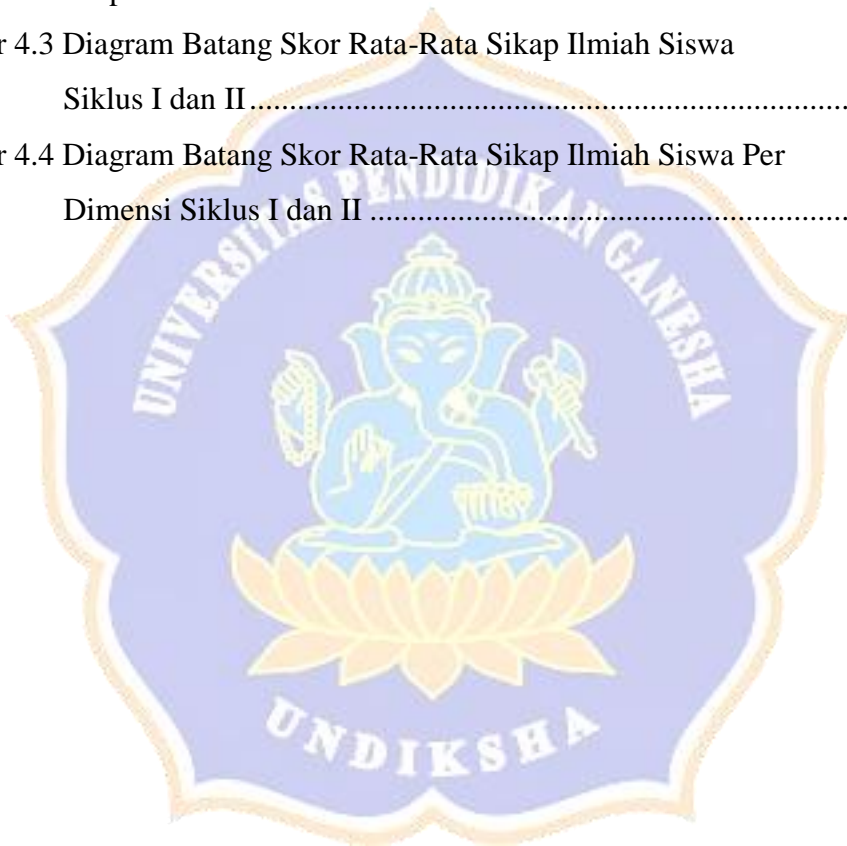 r 4.3 Diagram Batang Skor Rata-Rata Sikap Ilmiah Siswa
Siklus I dan II............................................................................
r 4.4 Diagram Batang Skor Rata-Rata Sikap Ilmiah Siswa Per
Dimensi Siklus I dan II ............................................................
UNIVERSITAS PENDIDIKAN GANESHA
UNDIKSHA